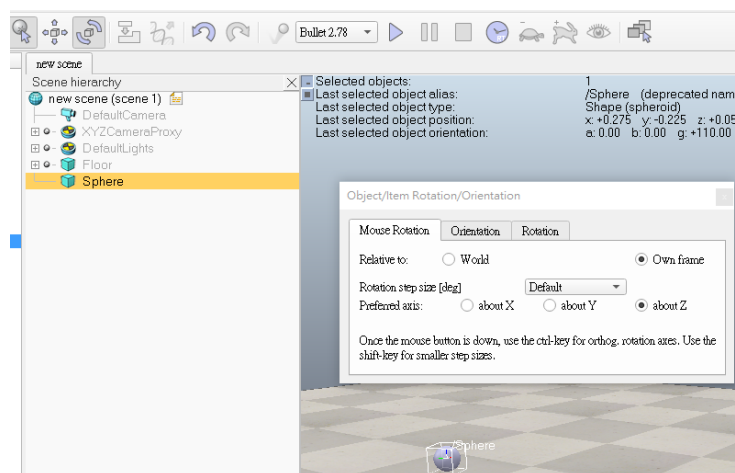 Bullet 2.78
new scene
Scene hierarchy
new scene (scene 1)
DefaultCamera
XYZCameraProxy
DefaultLights
Floor
Sphere
Selected objects: 1
Last selected object alias: /Sphere (deprecated nam
Last selected object type: Shape (spheroid)
Last selected object position: x: +0.275 y: -0.225 z: +0.05
Last selected object orientation: a: 0.00 b: 0.00 g: +110.00
Object/Item Rotation/Orientation
Mouse Rotation Orientation Rotation
Relative to: World Own frame
Rotation step size [deg] Default
Preferred axis: about X about Y about Z
Once the mouse button is down, use the ctrl-key for orthog. rotation axes. Use the
shift-key for smaller step sizes.
/Sphere